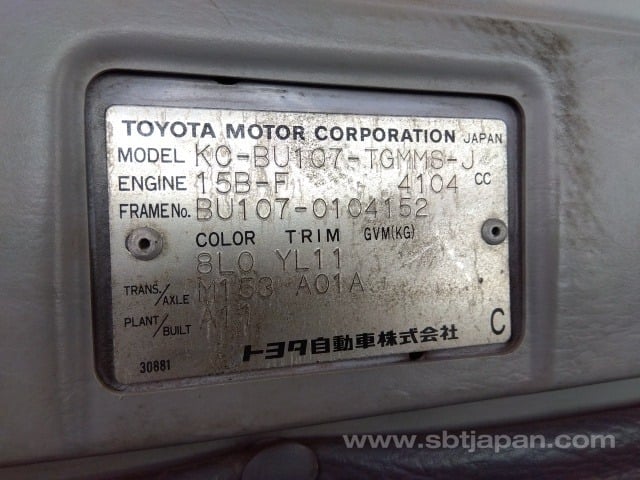 TOYOTA MOTOR CORPORATION JAPAN
MODEL KC-BU107-TGMMS-J
ENGINE 15B-F 4104 CC
FRAME No. BU107-0104152
COLOR TRIM GVM(KG)
8L0 YL11
TRANS./AXLE M153 A01A
PLANT/BUILT A11
30881 トヨタ自動車株式会社 C
www.sbtjapan.com